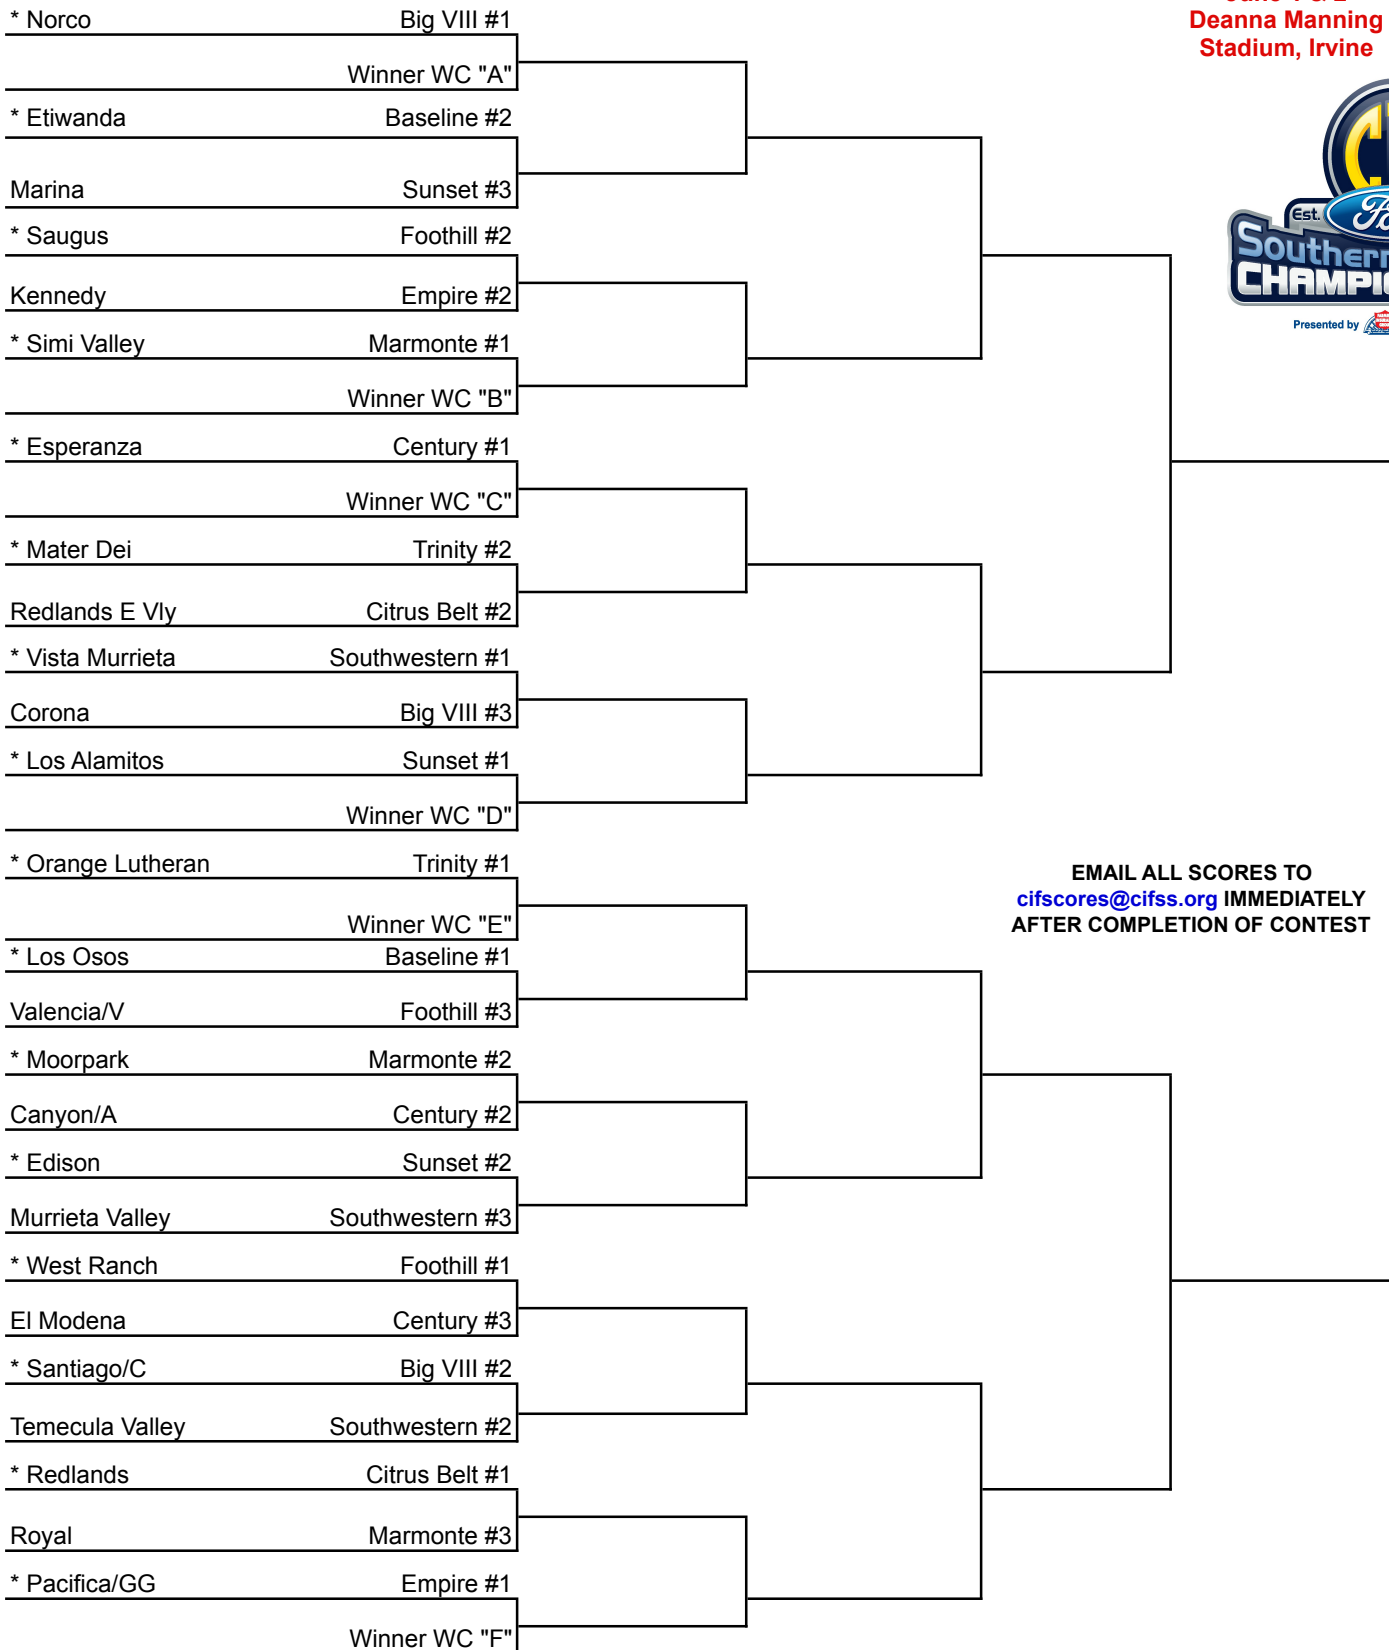 Deanna Manning
Stadium, Irvine
* Norco Big VIII #1
Winner WC "A"
* Etiwanda Baseline #2
Marina Sunset #3
* Saugus Foothill #2
Kennedy Empire #2
* Simi Valley Marmonte #1
Winner WC "B"
* Esperanza Century #1
Winner WC "C"
* Mater Dei Trinity #2
Redlands E Vly Citrus Belt #2
* Vista Murrieta Southwestern #1
Corona Big VIII #3
* Los Alamitos Sunset #1
Winner WC "D"
* Orange Lutheran Trinity #1
Winner WC "E"
* Los Osos Baseline #1
Valencia/V Foothill #3
* Moorpark Marmonte #2
Canyon/A Century #2
* Edison Sunset #2
Murrieta Valley Southwestern #3
* West Ranch Foothill #1
El Modena Century #3
* Santiago/C Big VIII #2
Temecula Valley Southwestern #2
* Redlands Citrus Belt #1
Royal Marmonte #3
* Pacifica/GG Empire #1
Winner WC "F"
Est.
Southern
Presented by
EMAIL ALL SCORES TO
cifscores@cifss.org IMMEDIATELY
AFTER COMPLETION OF CONTEST